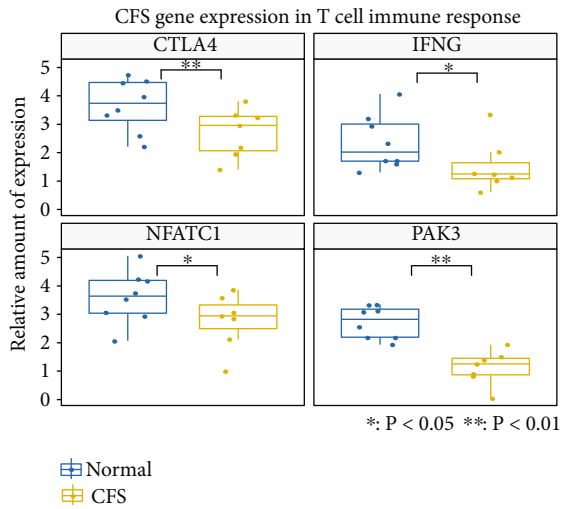 CFS gene expression in T cell immune response
CTLA4
IFNG
5
4
3
2
1
0
**
*
NFATC1
PAK3
5
4
3
2
1
0
*
**
Relative amount of expression
*: P < 0.05 **: P < 0.01
Normal
CFS